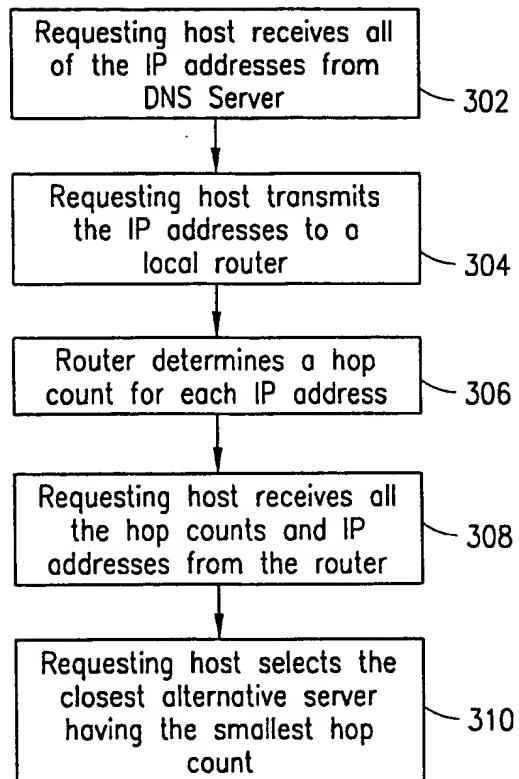 Requesting host receives all
of the IP addresses from
DNS Server
302
Requesting host transmits
the IP addresses to a
local router
304
Router determines a hop
count for each IP address
306
Requesting host receives all
the hop counts and IP
addresses from the router
308
Requesting host selects the
closest alternative server
having the smallest hop
count
310